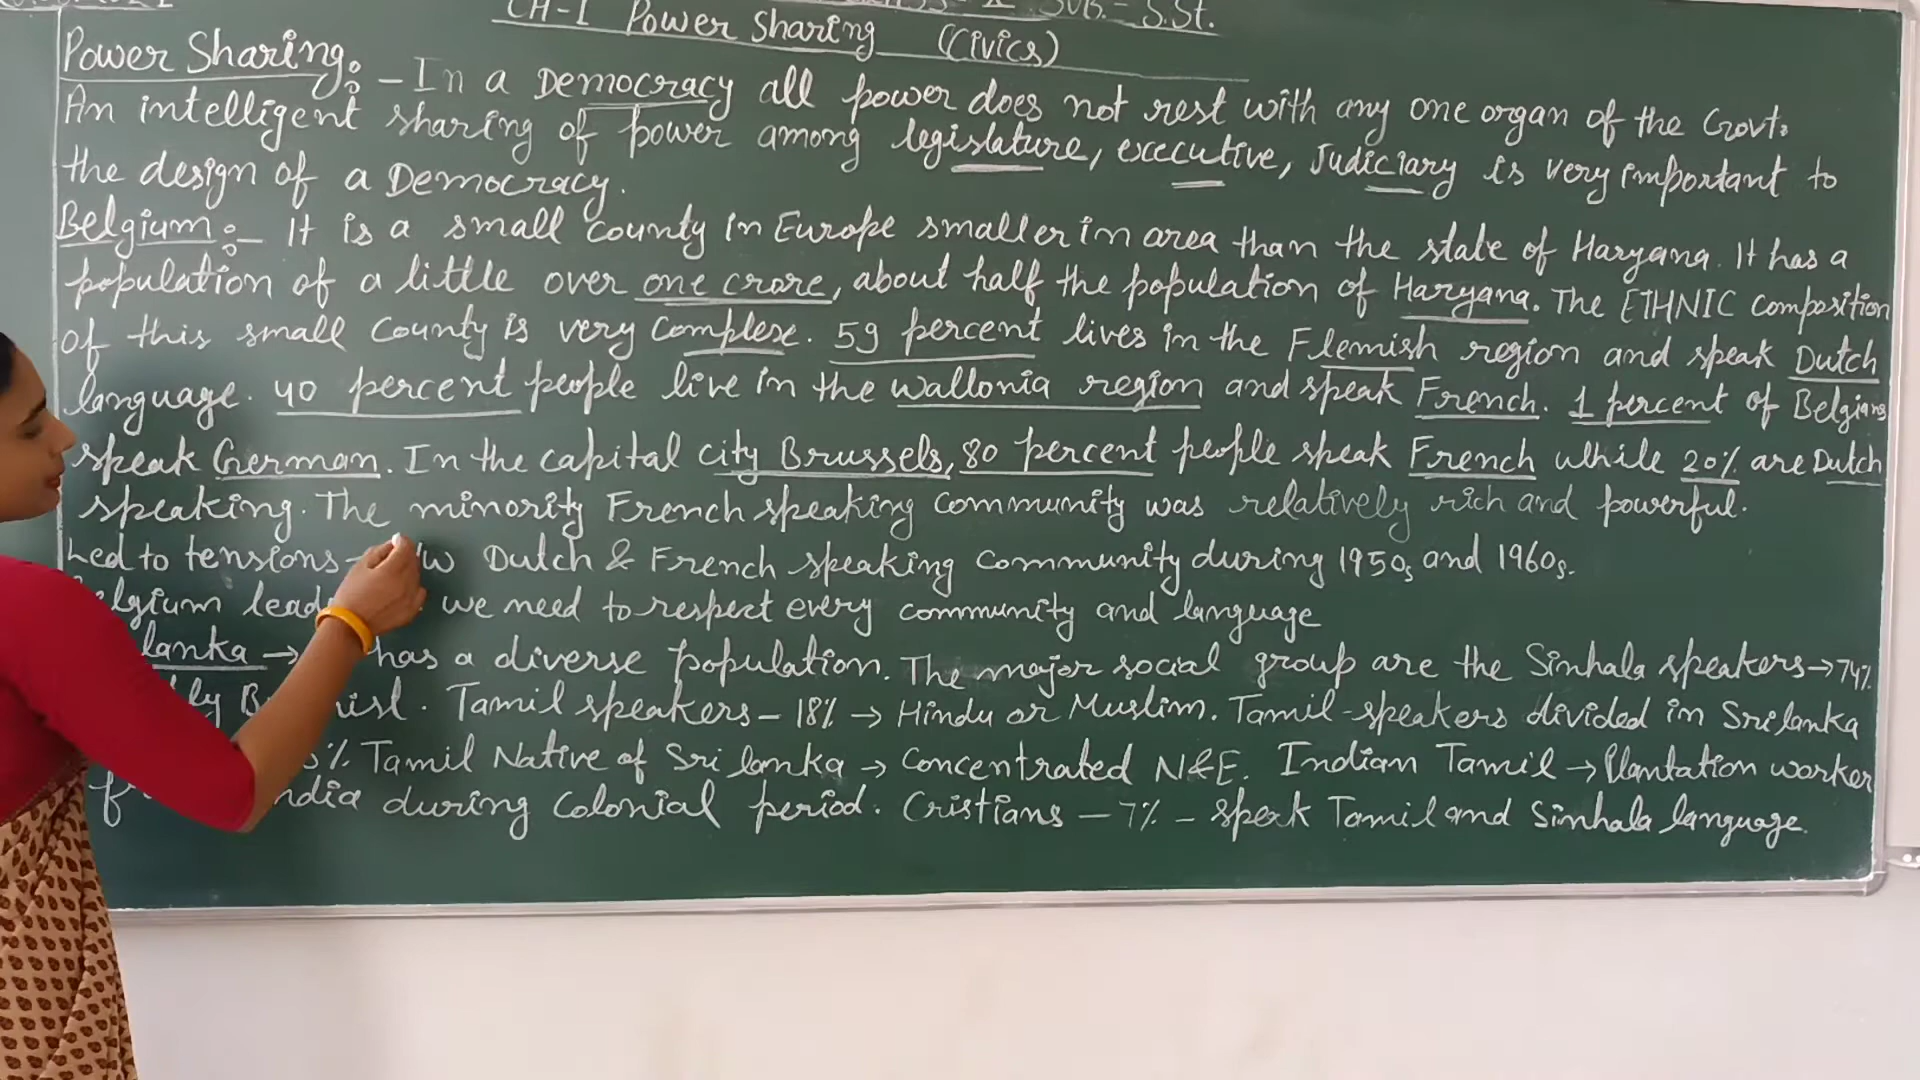 CH-1 Power Sharing (Civics) Sub.- S.St.
Power Sharing:- In a Democracy all power does not rest with any one organ of the Govt.
An intelligent sharing of power among legislature, executive, Judiciary is very important to
the design of a Democracy.
Belgium:- It is a small county in Europe smaller in area than the state of Haryana. It has a
population of a little over one crore, about half the population of Haryana. The ETHNIC composition
of this small County is very Complexe. 59 percent lives in the Flemish region and speak Dutch
language. 40 percent people live in the wallonia region and speak French. 1 percent of Belgians
speak German. In the capital city Brussels, 80 percent people speak French while 20% are Dutch
speaking. The minority French speaking Community was relatively rich and powerful.
Led to tensions - b/w Dutch & French speaking Community during 1950s and 1960s.
we need to respect every community and language
lanka → has a diverse population. The major social group are the Sinhala speakers → 74%
Tamil speakers - 18% → Hindu or Muslim. Tamil-speakers divided in Srilanka
Tamil Native of Sri lanka → Concentrated N&E. Indian Tamil → Plantation worker
during Colonial period. Cristians - 7% - speak Tamil and Sinhala language.